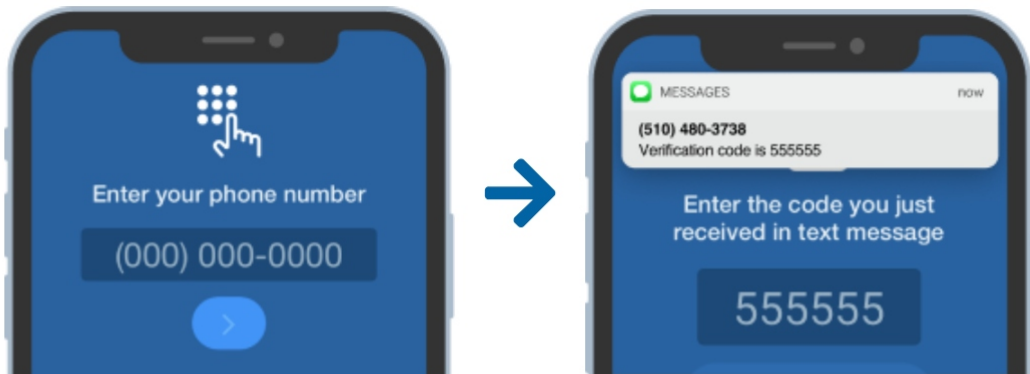 Enter your phone number
(000) 000-0000
MESSAGES now
(510) 480-3738
Verification code is 555555
Enter the code you just
received in text message
555555